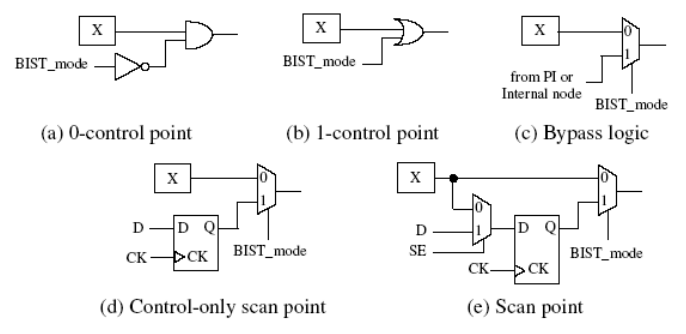 X
BIST_mode
(a) 0-control point
X
BIST_mode
(b) 1-control point
X
0
1
from PI or
Internal node
BIST_mode
(c) Bypass logic
X
0
1
D
D Q
CK
CK
BIST_mode
(d) Control-only scan point
X
0
1
D
SE
D Q
CK
CK
0
1
BIST_mode
(e) Scan point